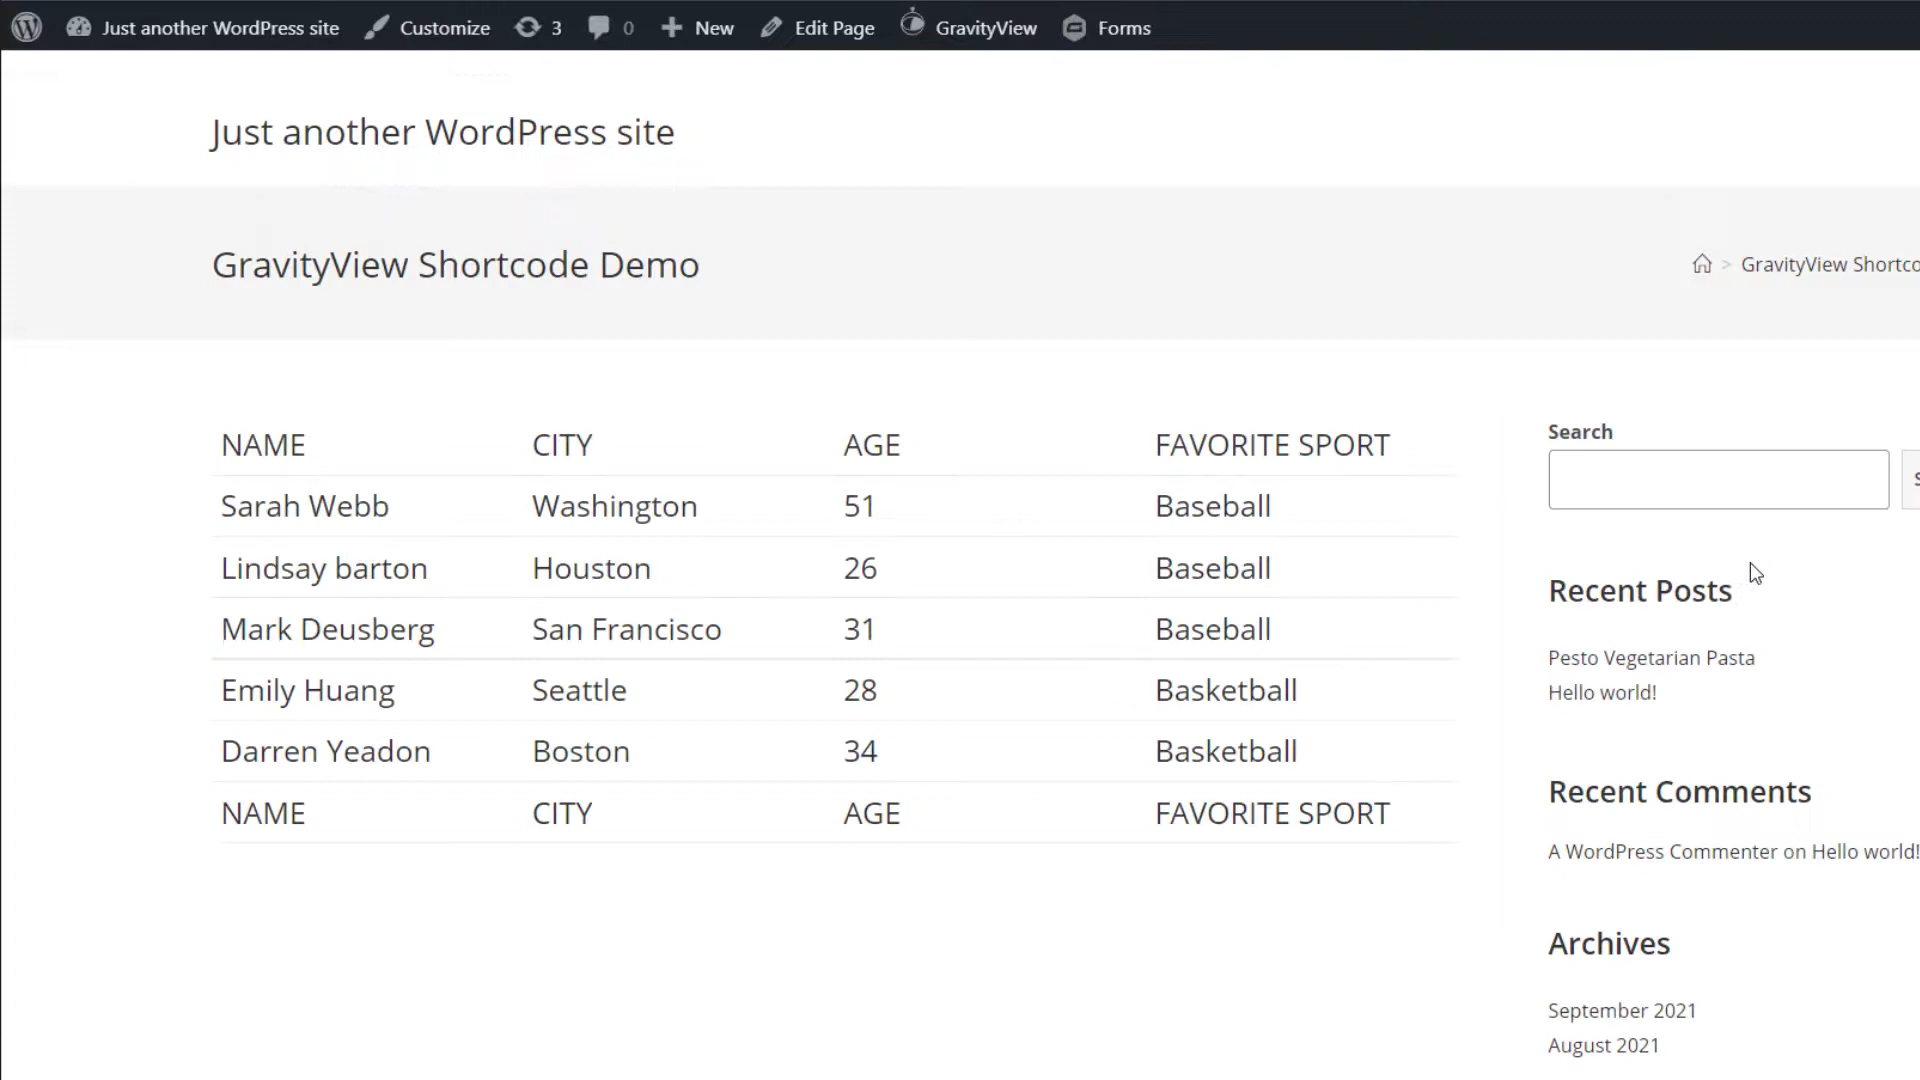 Just another WordPress site Customize 3 0 New Edit Page GravityView Forms
Just another WordPress site
GravityView Shortcode Demo
> GravityView Shortco
NAME CITY AGE FAVORITE SPORT
Sarah Webb Washington 51 Baseball
Lindsay barton Houston 26 Baseball
Mark Deusberg San Francisco 31 Baseball
Emily Huang Seattle 28 Basketball
Darren Yeadon Boston 34 Basketball
NAME CITY AGE FAVORITE SPORT
Search
Recent Posts
Pesto Vegetarian Pasta
Hello world!
Recent Comments
A WordPress Commenter on Hello world!
Archives
September 2021
August 2021